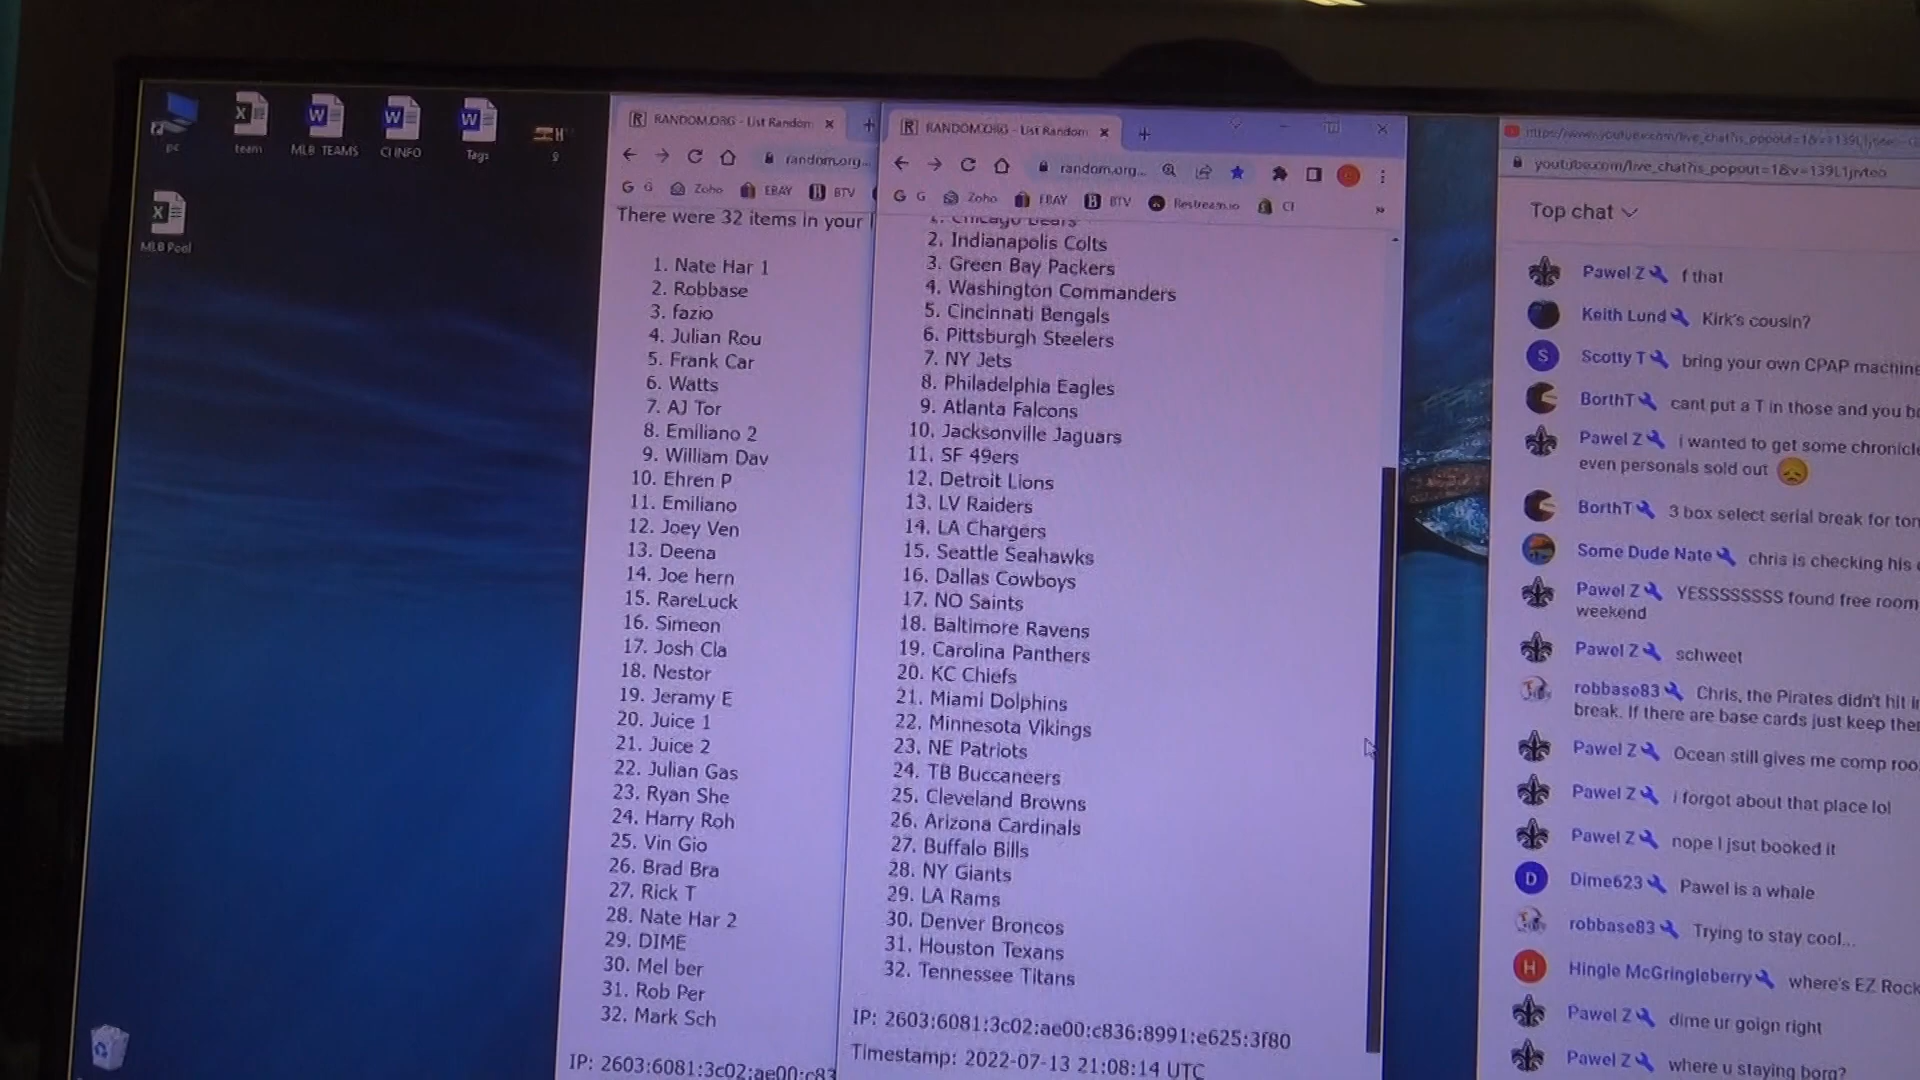 pc
team
MLB TEAMS
CI INFO
Tags
9
MLB Pool
RANDOM.ORG - List Random
random.org...
G
Zoho
EBAY
BTV
There were 32 items in your
1. Nate Har 1
2. Robbase
3. fazio
4. Julian Rou
5. Frank Car
6. Watts
7. AJ Tor
8. Emiliano 2
9. William Dav
10. Ehren P
11. Emiliano
12. Joey Ven
13. Deena
14. Joe hern
15. RareLuck
16. Simeon
17. Josh Cla
18. Nestor
19. Jeramy E
20. Juice 1
21. Juice 2
22. Julian Gas
23. Ryan She
24. Harry Roh
25. Vin Gio
26. Brad Bra
27. Rick T
28. Nate Har 2
29. DIME
30. Mel ber
31. Rob Per
32. Mark Sch
IP: 2603:6081:3c02:ae00:c83
RANDOM.ORG - List Random
random.org...
G
Zoho
EBAY
BTV
Restream.io
CI
1. Chicago Bears
2. Indianapolis Colts
3. Green Bay Packers
4. Washington Commanders
5. Cincinnati Bengals
6. Pittsburgh Steelers
7. NY Jets
8. Philadelphia Eagles
9. Atlanta Falcons
10. Jacksonville Jaguars
11. SF 49ers
12. Detroit Lions
13. LV Raiders
14. LA Chargers
15. Seattle Seahawks
16. Dallas Cowboys
17. NO Saints
18. Baltimore Ravens
19. Carolina Panthers
20. KC Chiefs
21. Miami Dolphins
22. Minnesota Vikings
23. NE Patriots
24. TB Buccaneers
25. Cleveland Browns
26. Arizona Cardinals
27. Buffalo Bills
28. NY Giants
29. LA Rams
30. Denver Broncos
31. Houston Texans
32. Tennessee Titans
IP: 2603:6081:3c02:ae00:c836:8991:e625:3f80
Timestamp: 2022-07-13 21:08:14 UTC
Top chat
Pawel Z f that
Keith Lund Kirk's cousin?
S
Scotty T bring your own CPAP machine
BorthT cant put a T in those and you
Pawel Z i wanted to get some
even personals sold out
BorthT 3 box select serial break for
Some Dude Nate chris is checking his
Pawel Z YESSSSSSSS found free room
weekend
Pawel Z schweet
robbase83 Chris, the Pirates didn't hit
break. If there are base cards just keep
Pawel Z Ocean still gives me comp
Pawel Z i forgot about that place lol
Pawel Z nope I jsut booked it
D
Dime623 Pawel is a whale
robbase83 Trying to stay cool...
H
Hingle McGringleberry where's EZ Rock
Pawel Z dime ur goign right
Pawel Z where u staying borg?